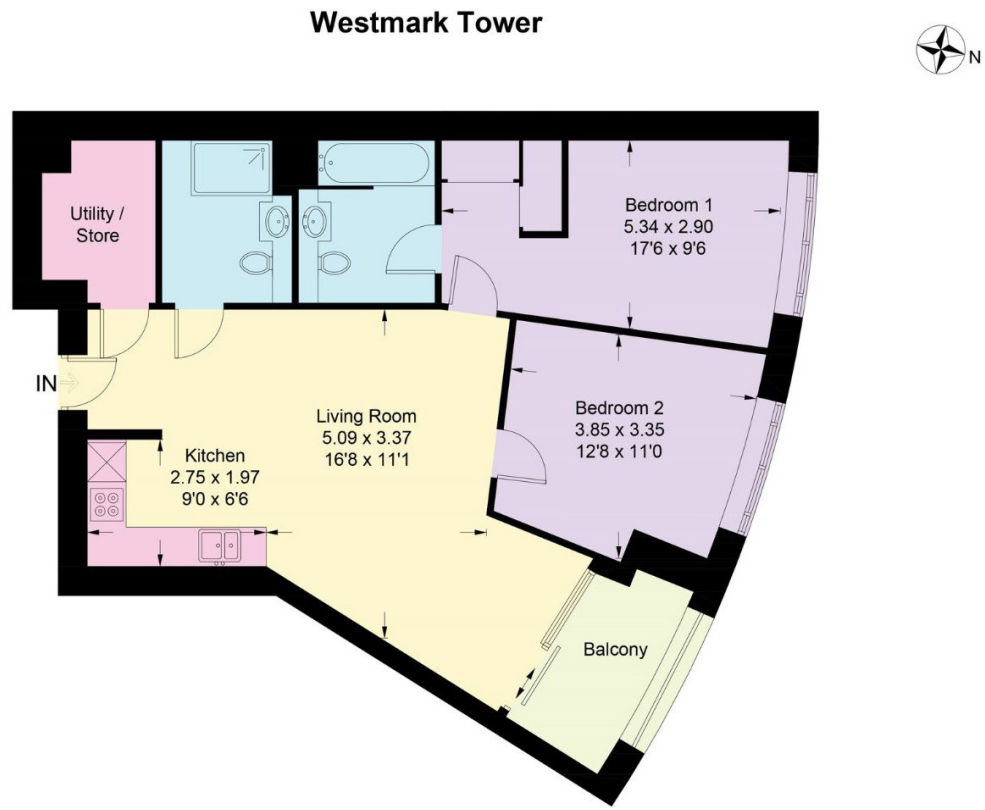 Westmark Tower
N
Utility /
Store
Bedroom 1
5.34 x 2.90
17'6 x 9'6
IN
Living Room
5.09 x 3.37
16'8 x 11'1
Bedroom 2
3.85 x 3.35
12'8 x 11'0
Kitchen
2.75 x 1.97
9'0 x 6'6
Balcony